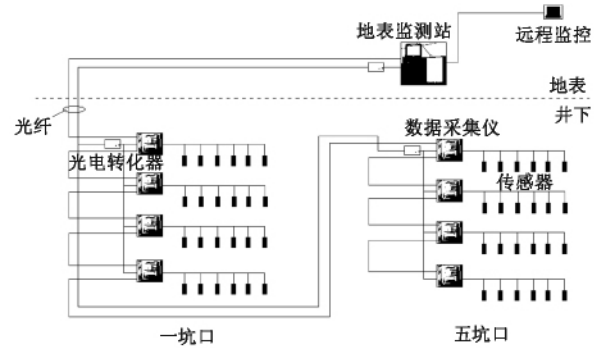 地表监测站
远程监控
地表
井下
光纤
光电转化器
数据采集仪
传感器
一坑口
五坑口